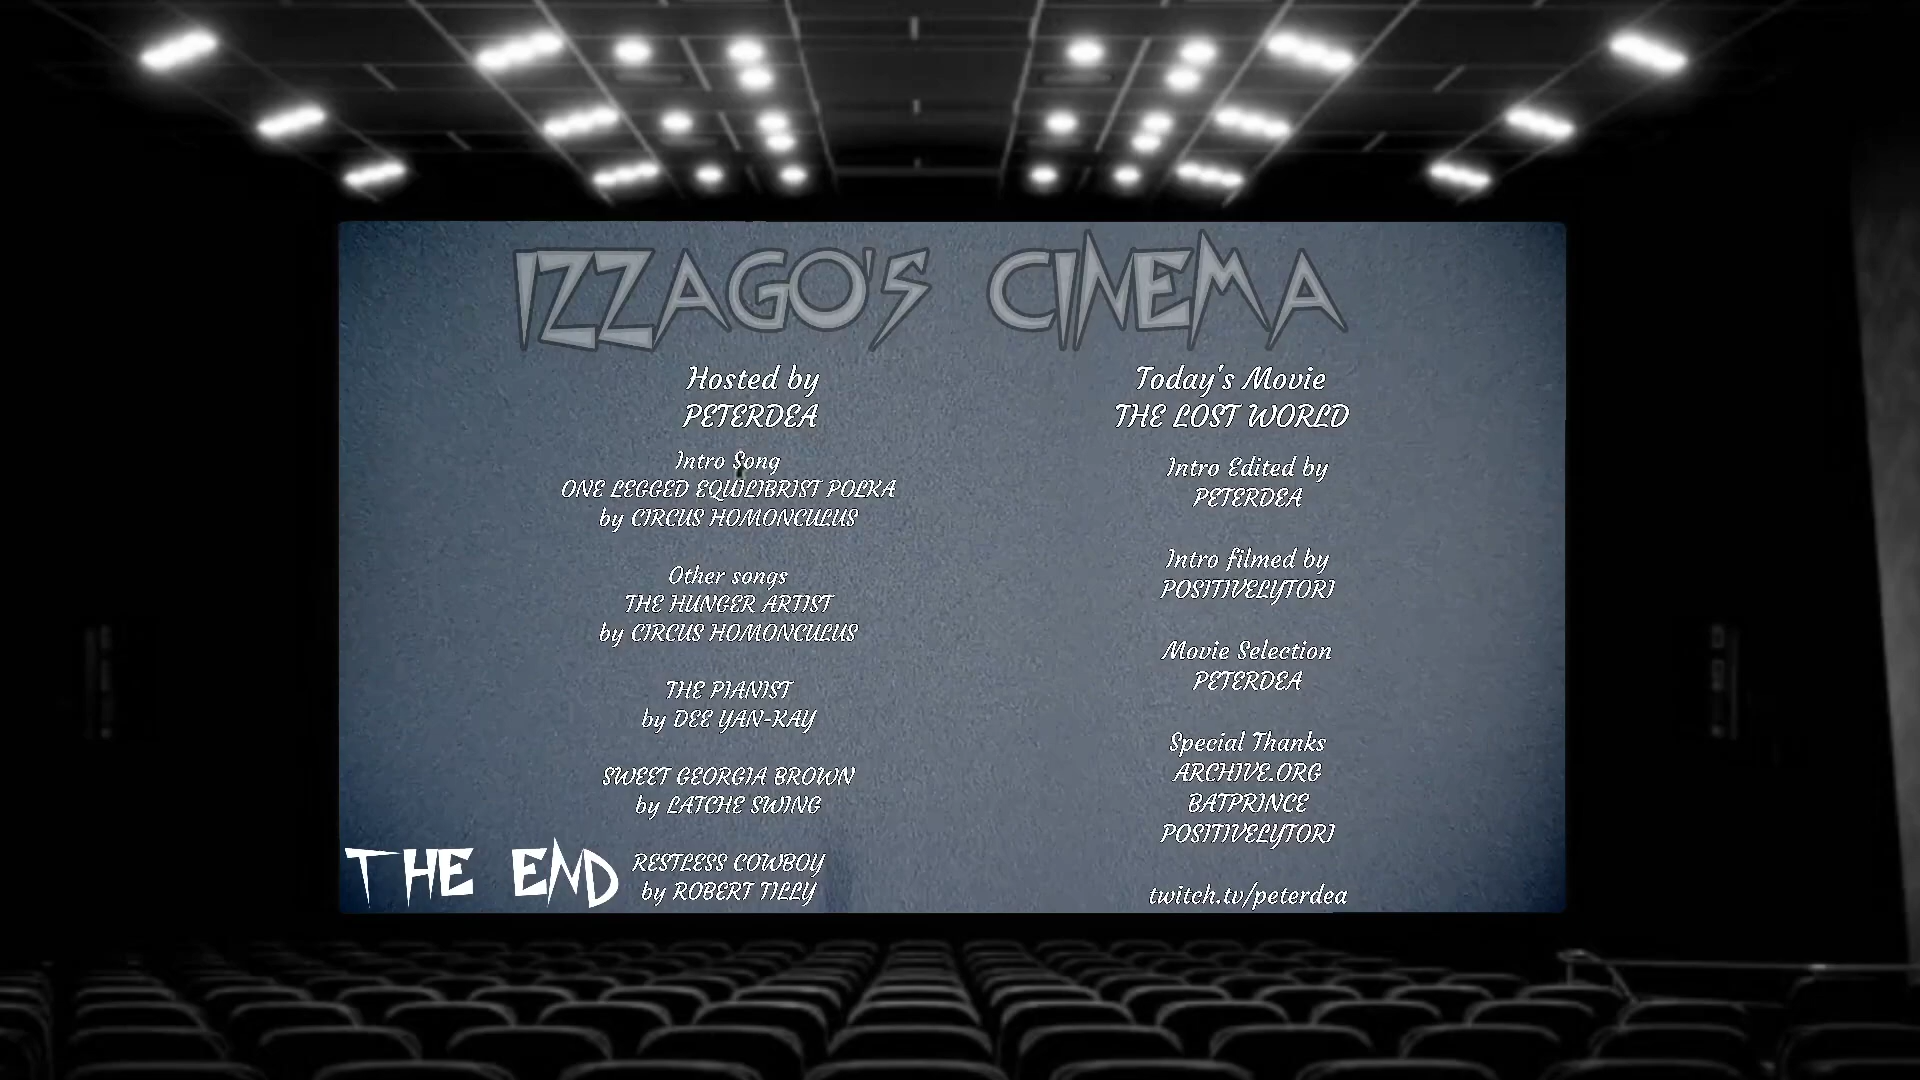 IZZAGO'S CINEMA
Hosted by
PETERDEA
Intro Song
ONE LEGGED EQUILIBRIST POLKA
by CIRCUS HOMONCULUS
Other songs
THE HUNGER ARTIST
by CIRCUS HOMONCULUS
THE PIANIST
by DEE YAN-KAY
SWEET GEORGIA BROWN
by LATCHE SWING
RESTLESS COWBOY
by ROBERT TILLY
THE END
Today's Movie
THE LOST WORLD
Intro Edited by
PETERDEA
Intro filmed by
POSITIVELYTORI
Movie Selection
PETERDEA
Special Thanks
ARCHIVE.ORG
BATPRINCE
POSITIVELYTORI
twitch.tv/peterdea